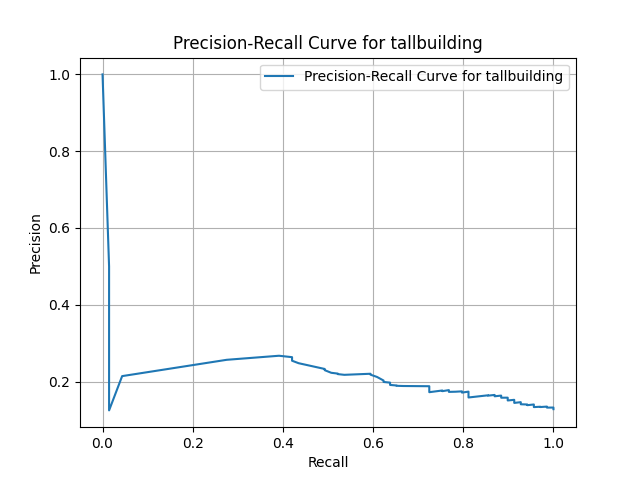 Precision-Recall Curve for tallbuilding
Precision-Recall Curve for tallbuilding
1.0
0.8
0.6
0.4
0.2
Precision
0.0 0.2 0.4 0.6 0.8 1.0
Recall